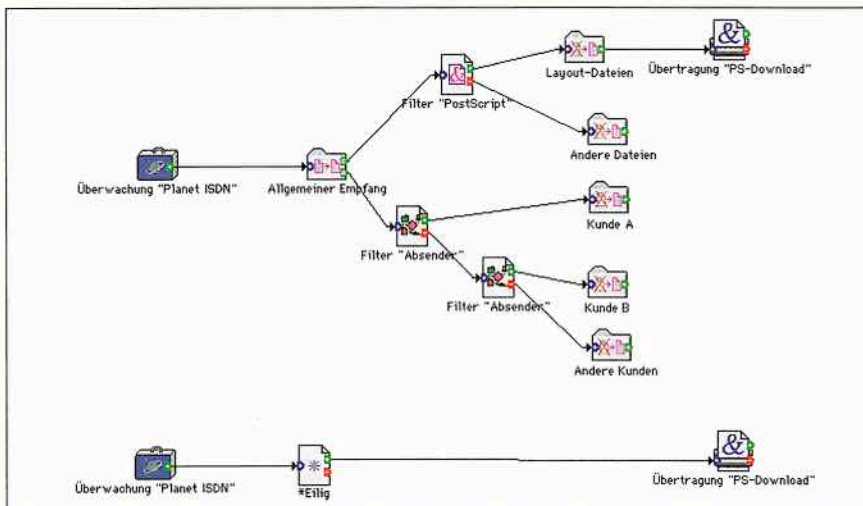 Layout-Dateien
Übertragung "PS-Download"
Filter "PostScript"
Andere Dateien
Überwachung "Planet ISDN"
Allgemeiner Empfang
Kunde A
Filter "Absender"
Filter "Absender"
Kunde B
Andere Kunden
Überwachung "Planet ISDN"
*Eilig
Übertragung "PS-Download"